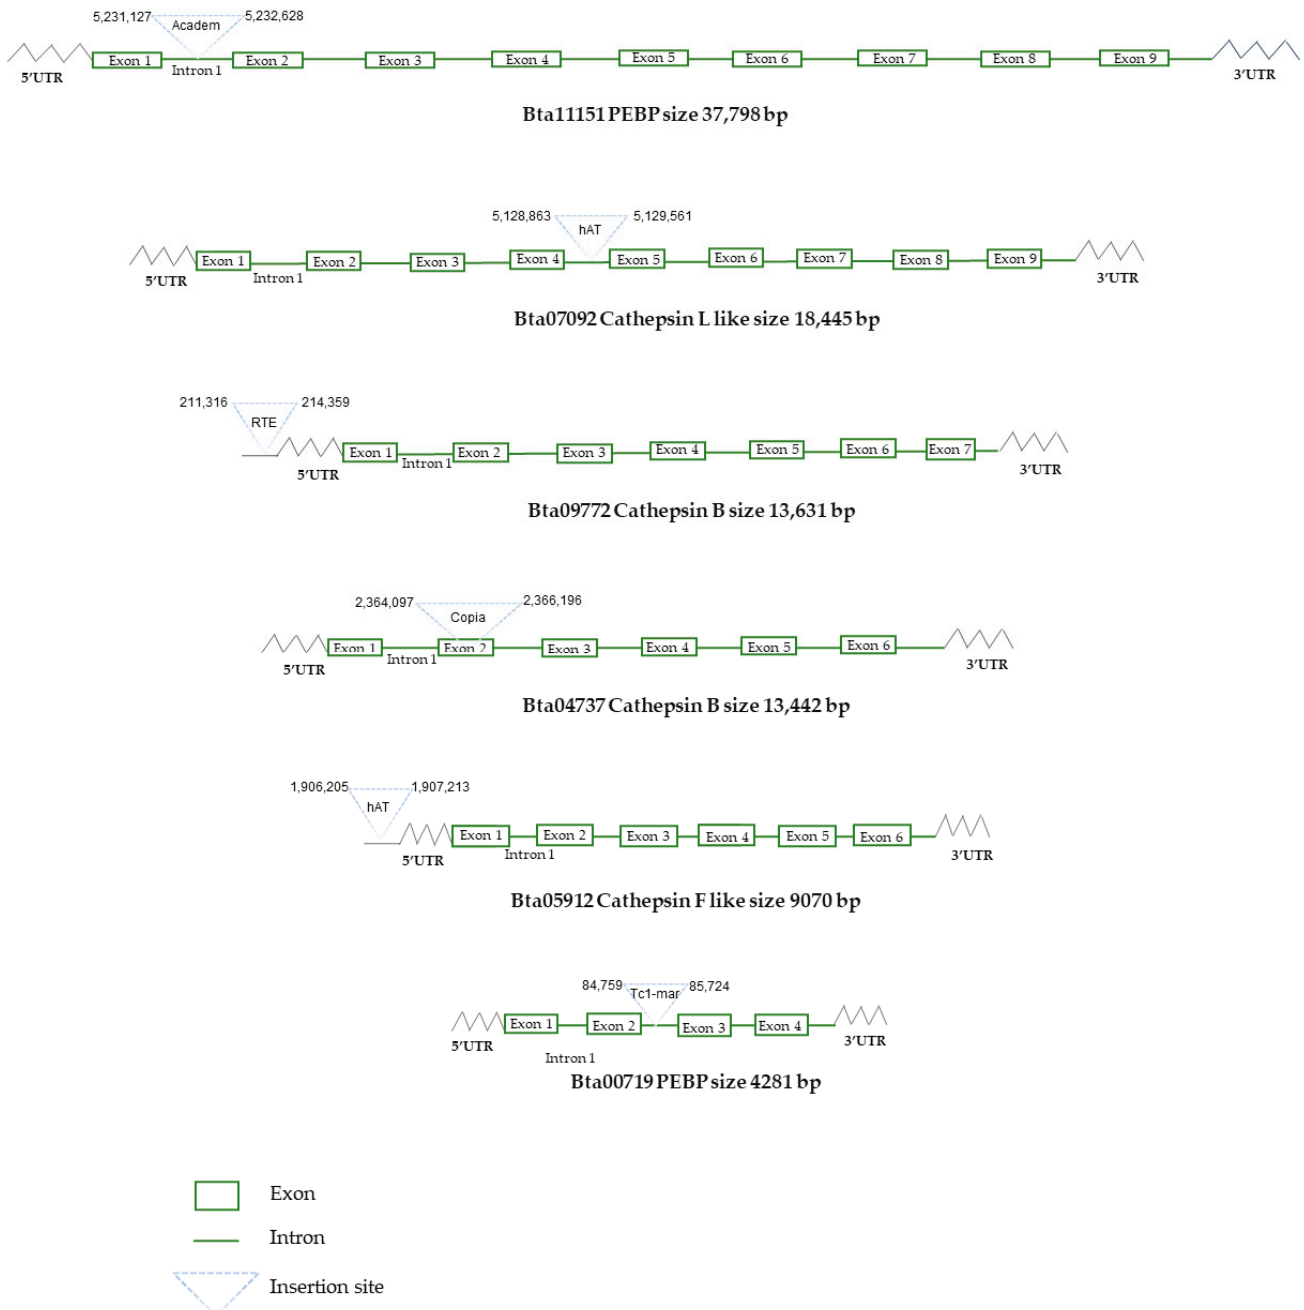 5,231,127 Academ 5,232,628
Exon 1 Exon 2 Exon 3 Exon 4 Exon 5 Exon 6 Exon 7 Exon 8 Exon 9
5'UTR Intron 1 3'UTR
Bta11151 PEBP size 37,798 bp
5,128,863 hAT 5,129,561
Exon 1 Exon 2 Exon 3 Exon 4 Exon 5 Exon 6 Exon 7 Exon 8 Exon 9
5'UTR Intron 1 3'UTR
Bta07092 Cathepsin L like size 18,445 bp
211,316 RTE 214,359
Exon 1 Exon 2 Exon 3 Exon 4 Exon 5 Exon 6 Exon 7
5'UTR Intron 1 3'UTR
Bta09772 Cathepsin B size 13,631 bp
2,364,097 Copia 2,366,196
Exon 1 Exon 2 Exon 3 Exon 4 Exon 5 Exon 6
5'UTR Intron 1 3'UTR
Bta04737 Cathepsin B size 13,442 bp
1,906,205 hAT 1,907,213
Exon 1 Exon 2 Exon 3 Exon 4 Exon 5 Exon 6
5'UTR Intron 1 3'UTR
Bta05912 Cathepsin F like size 9070 bp
84,759 Tc1-mar 85,724
Exon 1 Exon 2 Exon 3 Exon 4
5'UTR 3'UTR
Intron 1
Bta00719 PEBP size 4281 bp
Exon
Intron
Insertion site